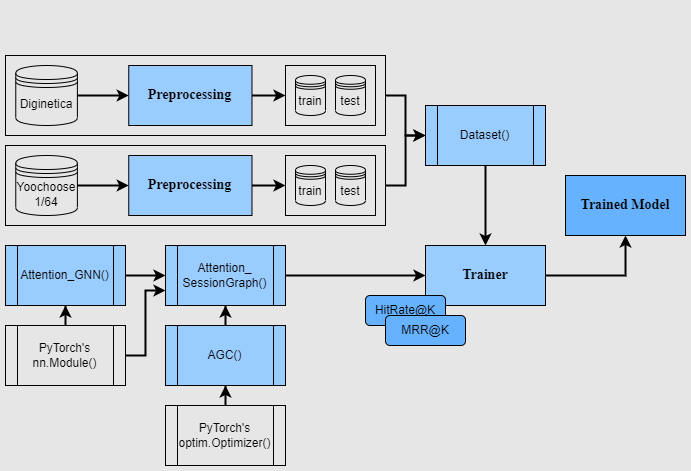 Diginetica
Preprocessing
train
test
Yoochoose
1/64
Preprocessing
train
test
Dataset()
Trained Model
Attention_GNN()
Attention_
SessionGraph()
Trainer
HitRate@K
MRR@K
PyTorch's
nn.Module()
AGC()
PyTorch's
optim.Optimizer()